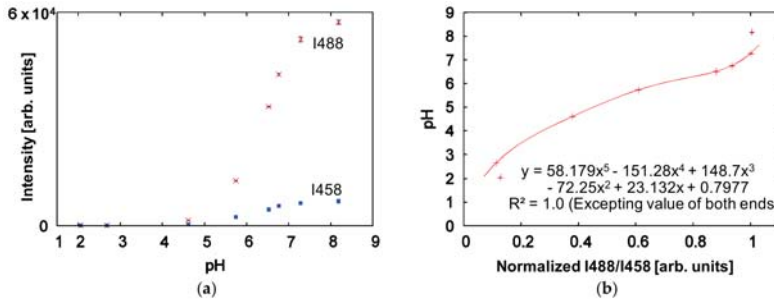 6 x 10⁴
Intensity [arb. units]
I488
I458
0
1 2 3 4 5 6 7 8 9
pH
(a)
9
8
7
6
5
4
3
2
1
0
pH
y = 58.179x⁵ - 151.28x⁴ + 148.7x³
- 72.25x² + 23.132x + 0.7977
R² = 1.0 (Excepting value of both ends
0 0.2 0.4 0.6 0.8 1
Normalized I488/I458 [arb. units]
(b)